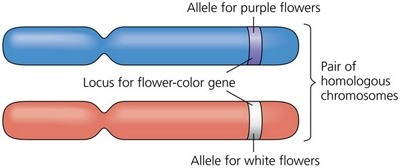 Allele for purple flowers
Locus for flower-color gene
Pair of
homologous
chromosomes
Allele for white flowers